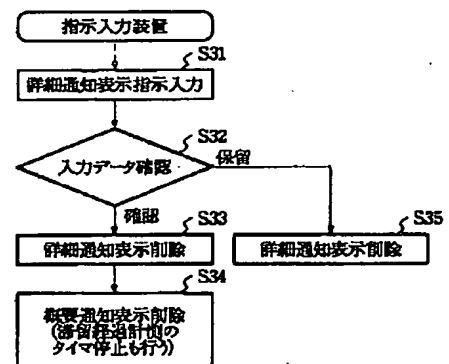 指示入力装置
S31
詳細通知表示指示入力
S32
入力データ確認
保留
確認
S33
詳細通知表示削除
S35
詳細通知表示削除
S34
概要通知表示削除
(滞留経過計測の
タイマ停止も行う)